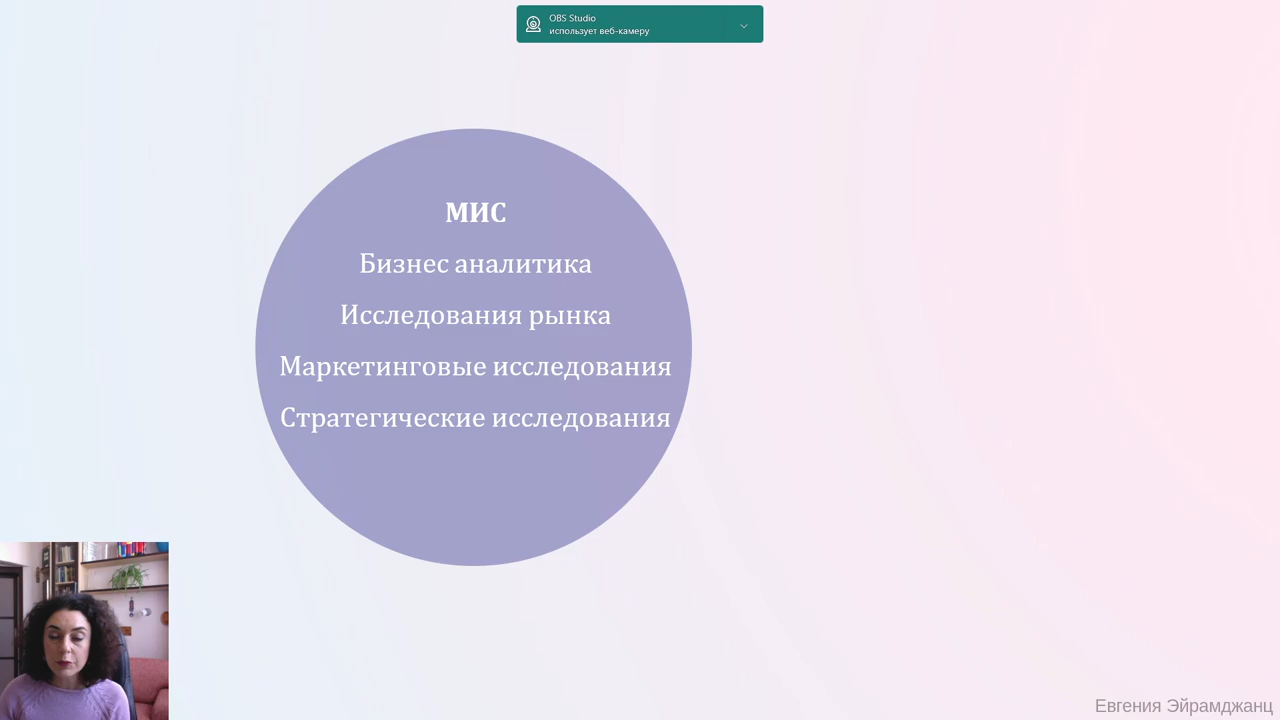 OBS Studio
использует веб-камеру
МИС
Бизнес аналитика
Исследования рынка
Маркетинговые исследования
Стратегические исследования
Евгения Эйрамджанц